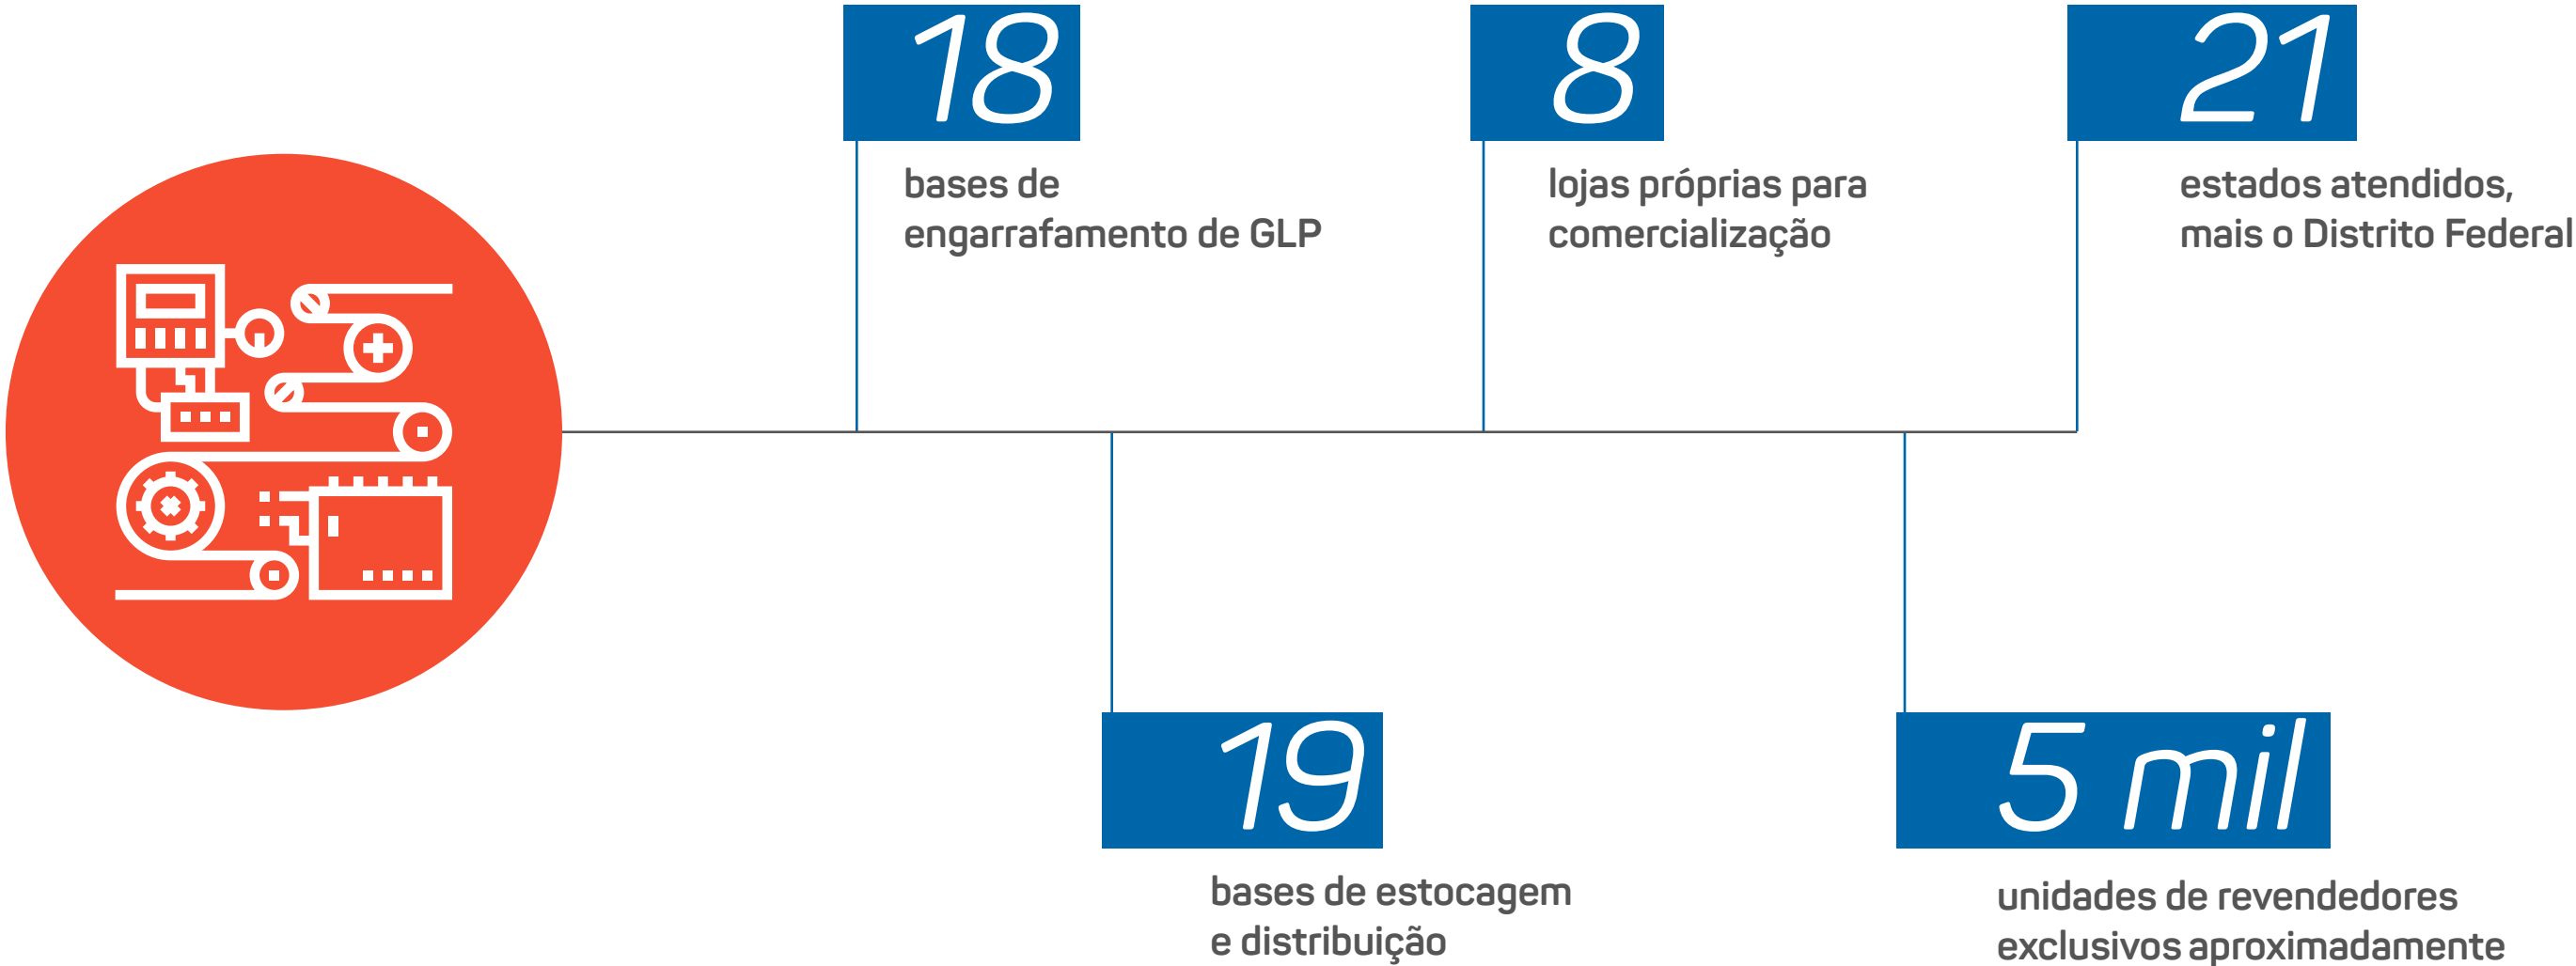 18
bases de
engarrafamento de GLP
8
lojas próprias para
comercialização
21
estados atendidos,
mais o Distrito Federal
19
bases de estocagem
e distribuição
5 mil
unidades de revendedores
exclusivos aproximadamente